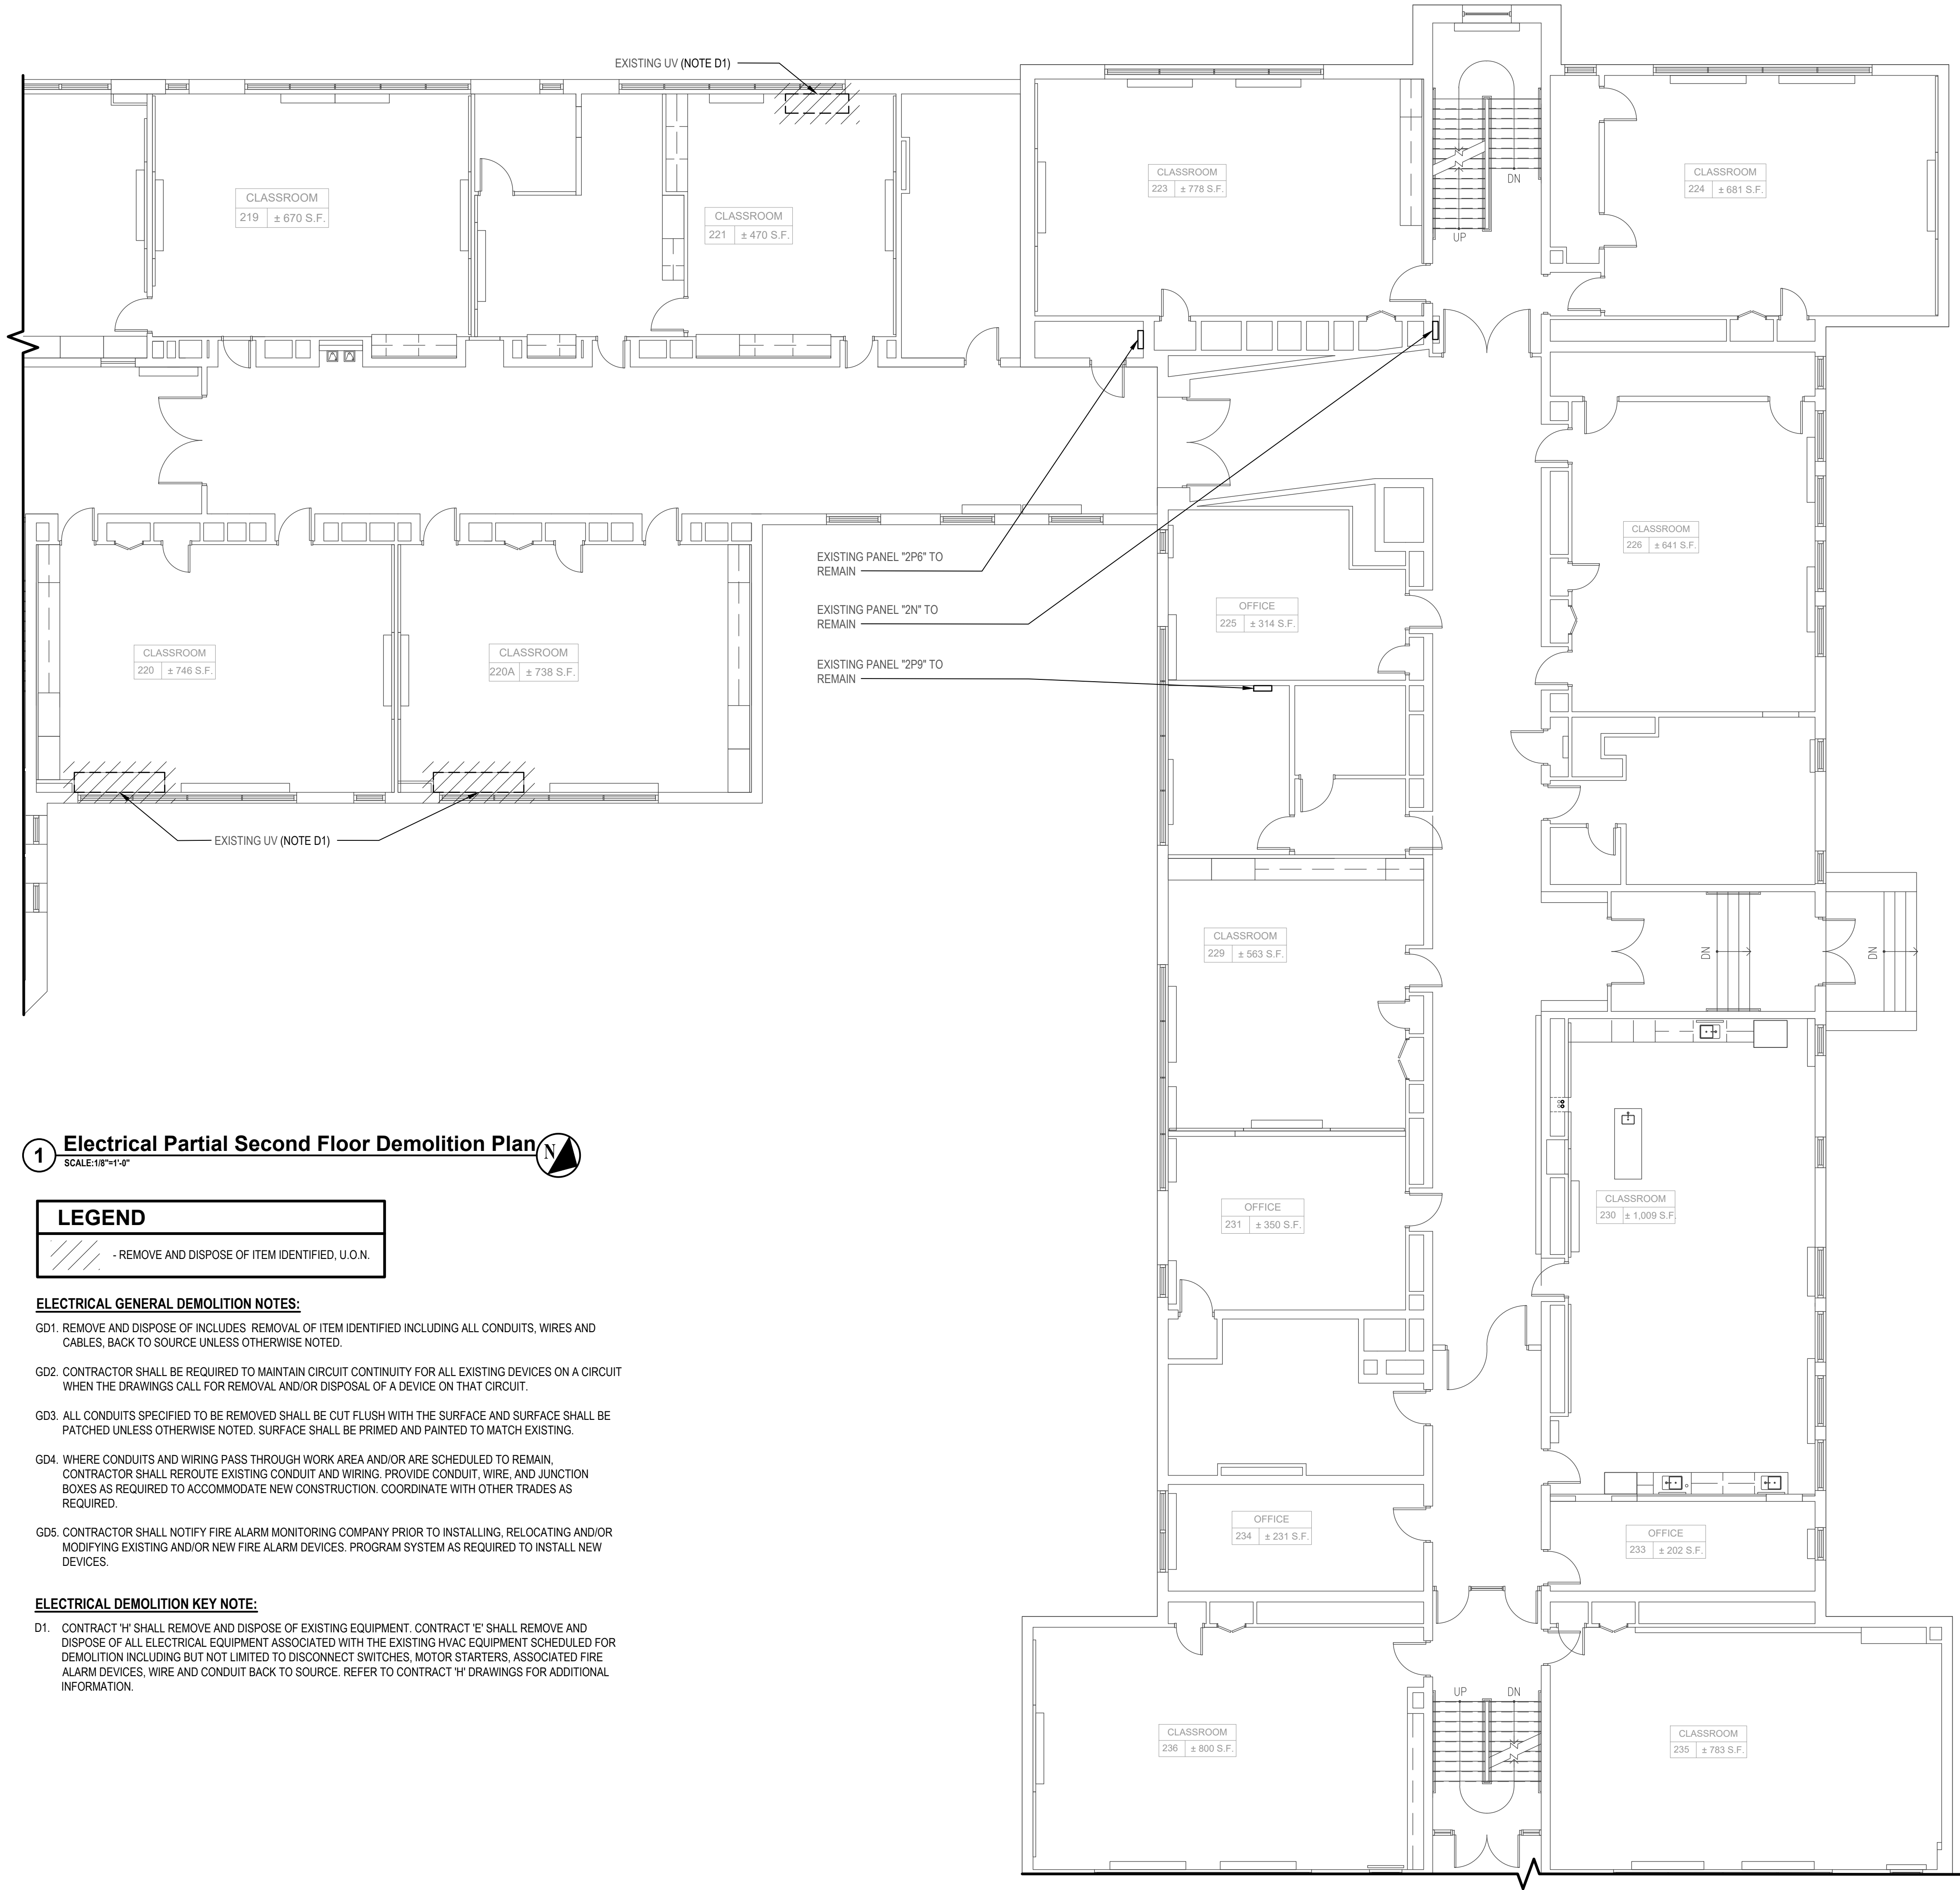 EXISTING UV (NOTE D1)
CLASSROOM
219 ± 670 S.F.
CLASSROOM
221 ± 470 S.F.
CLASSROOM
223 ± 778 S.F.
DN
UP
CLASSROOM
224 ± 681 S.F.
EXISTING PANEL "2P6" TO
REMAIN
EXISTING PANEL "2N" TO
REMAIN
EXISTING PANEL "2P9" TO
REMAIN
CLASSROOM
226 ± 641 S.F.
OFFICE
225 ± 314 S.F.
CLASSROOM
220 ± 746 S.F.
CLASSROOM
220A ± 738 S.F.
EXISTING UV (NOTE D1)
CLASSROOM
229 ± 563 S.F.
DN
DN
CLASSROOM
230 ± 1,009 S.F.
OFFICE
231 ± 350 S.F.
OFFICE
234 ± 231 S.F.
OFFICE
233 ± 202 S.F.
UP
DN
CLASSROOM
236 ± 800 S.F.
CLASSROOM
235 ± 783 S.F.
1 Electrical Partial Second Floor Demolition Plan N
SCALE:1/8"=1'-0"
LEGEND
- REMOVE AND DISPOSE OF ITEM IDENTIFIED, U.O.N.
ELECTRICAL GENERAL DEMOLITION NOTES:
GD1. REMOVE AND DISPOSE OF INCLUDES REMOVAL OF ITEM IDENTIFIED INCLUDING ALL CONDUITS, WIRES AND
CABLES, BACK TO SOURCE UNLESS OTHERWISE NOTED.
GD2. CONTRACTOR SHALL BE REQUIRED TO MAINTAIN CIRCUIT CONTINUITY FOR ALL EXISTING DEVICES ON A CIRCUIT
WHEN THE DRAWINGS CALL FOR REMOVAL AND/OR DISPOSAL OF A DEVICE ON THAT CIRCUIT.
GD3. ALL CONDUITS SPECIFIED TO BE REMOVED SHALL BE CUT FLUSH WITH THE SURFACE AND SURFACE SHALL BE
PATCHED UNLESS OTHERWISE NOTED. SURFACE SHALL BE PRIMED AND PAINTED TO MATCH EXISTING.
GD4. WHERE CONDUITS AND WIRING PASS THROUGH WORK AREA AND/OR ARE SCHEDULED TO REMAIN,
CONTRACTOR SHALL REROUTE EXISTING CONDUIT AND WIRING. PROVIDE CONDUIT, WIRE, AND JUNCTION
BOXES AS REQUIRED TO ACCOMMODATE NEW CONSTRUCTION. COORDINATE WITH OTHER TRADES AS
REQUIRED.
GD5. CONTRACTOR SHALL NOTIFY FIRE ALARM MONITORING COMPANY PRIOR TO INSTALLING, RELOCATING AND/OR
MODIFYING EXISTING AND/OR NEW FIRE ALARM DEVICES. PROGRAM SYSTEM AS REQUIRED TO INSTALL NEW
DEVICES.
ELECTRICAL DEMOLITION KEY NOTE:
D1. CONTRACT 'H' SHALL REMOVE AND DISPOSE OF EXISTING EQUIPMENT. CONTRACT 'E' SHALL REMOVE AND
DISPOSE OF ALL ELECTRICAL EQUIPMENT ASSOCIATED WITH THE EXISTING HVAC EQUIPMENT SCHEDULED FOR
DEMOLITION INCLUDING BUT NOT LIMITED TO DISCONNECT SWITCHES, MOTOR STARTERS, ASSOCIATED FIRE
ALARM DEVICES, WIRE AND CONDUIT BACK TO SOURCE. REFER TO CONTRACT 'H' DRAWINGS FOR ADDITIONAL
INFORMATION.